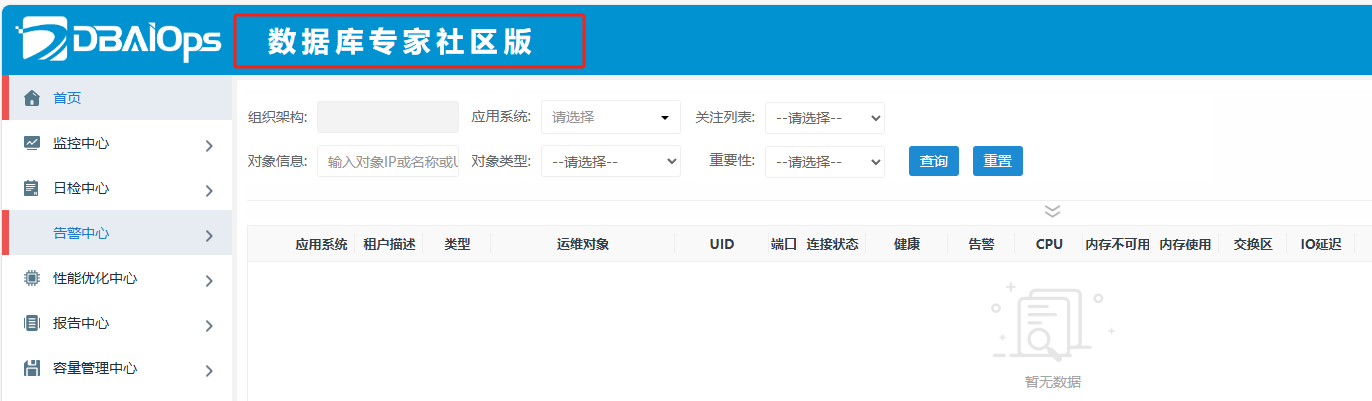 DBAiOps 数据库专家社区版
首页
监控中心
日检中心
告警中心
性能优化中心
报告中心
容量管理中心
组织架构: 应用系统: 请选择 关注列表: --请选择--
对象信息: 输入对象IP或名称或U 对象类型: --请选择-- 重要性: --请选择-- 查询 重置
应用系统 租户描述 类型 运维对象 UID 端口 连接状态 健康 告警 CPU 内存不可用 内存使用 交换区 IO延迟
暂无数据